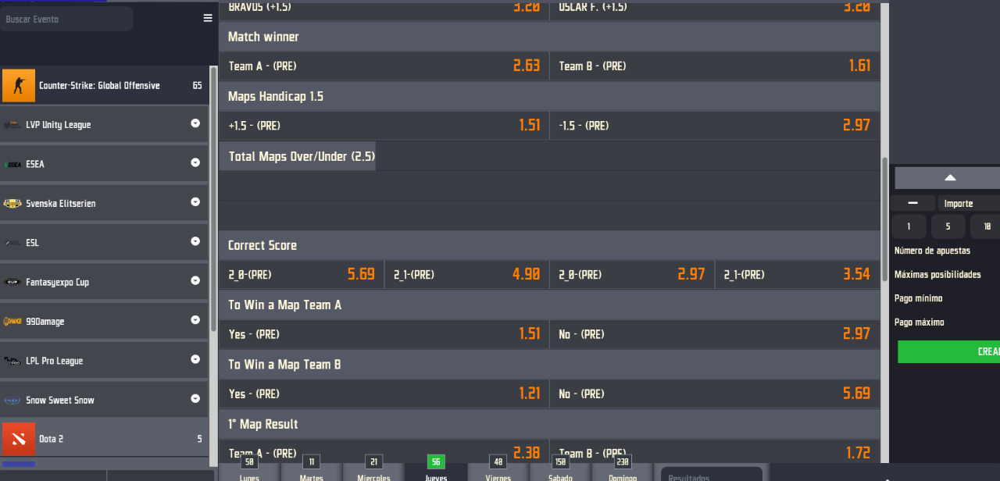 Buscar Evento
Counter-Strike: Global Offensive 65
LVP Unity League
ESEA
Svenska Elitserien
ESL
Fantasyexpo Cup
99Damage
LPL Pro League
Snow Sweet Snow
Dota 2 5
BRAVOS (+1.5) 3.20 OSCAR F. (+1.5) 3.20
Match winner
Team A - (PRE) 2.63 Team B - (PRE) 1.61
Maps Handicap 1.5
+1.5 - (PRE) 1.51 -1.5 - (PRE) 2.97
Total Maps Over/Under (2.5)
Correct Score
2_0-(PRE) 5.69 2_1-(PRE) 4.90 2_0-(PRE) 2.97 2_1-(PRE) 3.54
To Win a Map Team A
Yes - (PRE) 1.51 No - (PRE) 2.97
To Win a Map Team B
Yes - (PRE) 1.21 No - (PRE) 5.69
1° Map Result
Team A - (PRE) 2.38 Team B - (PRE) 1.72
50 11 21 56 40 150 230
Lunes Martes Miercoles Jueves Viernes Sabado Domingo
Resultados
Importe
1 5 10
Número de apuestas
Máximas posibilidades
Pago mínimo
Pago máximo
CREA